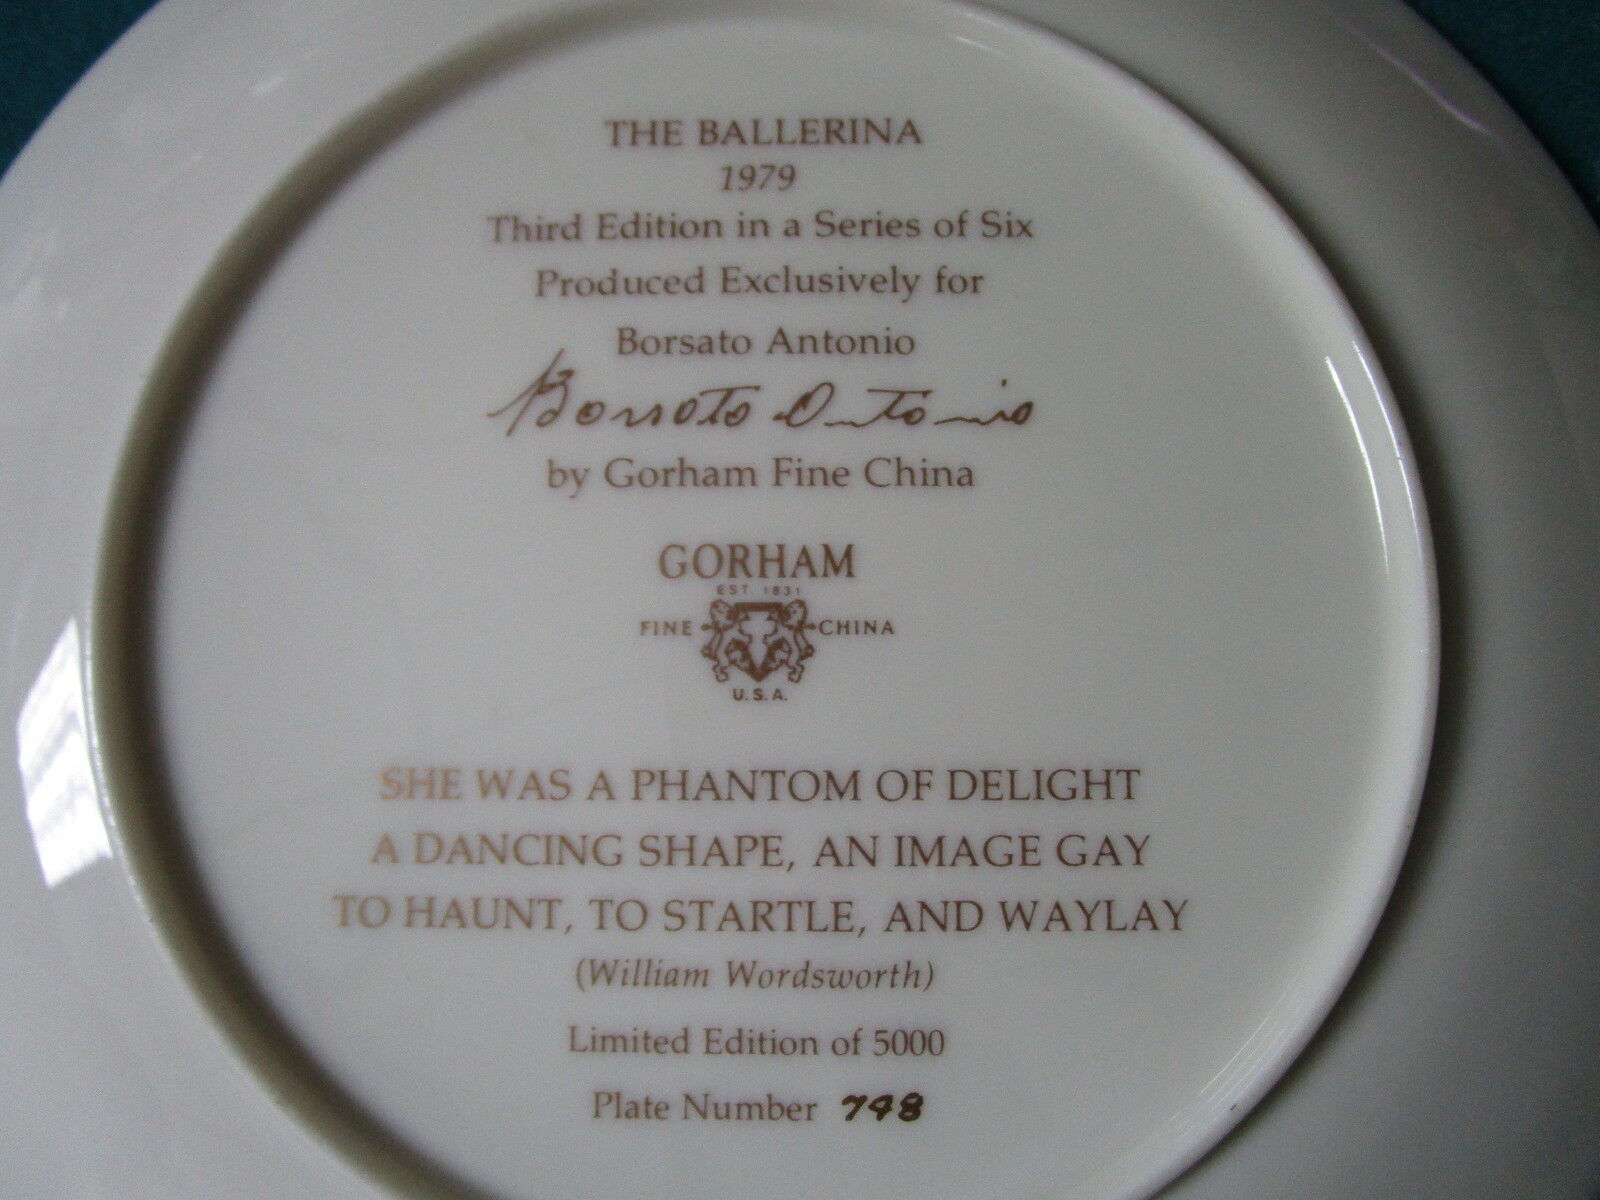 THE BALLERINA
1979
Third Edition in a Series of Six
Produced Exclusively for
Borsato Antonio
Borsato Antonio
by Gorham Fine China
GORHAM
EST. 1831
FINE CHINA
U.S.A.
SHE WAS A PHANTOM OF DELIGHT
A DANCING SHAPE, AN IMAGE GAY
TO HAUNT, TO STARTLE, AND WAYLAY
(William Wordsworth)
Limited Edition of 5000
Plate Number 748